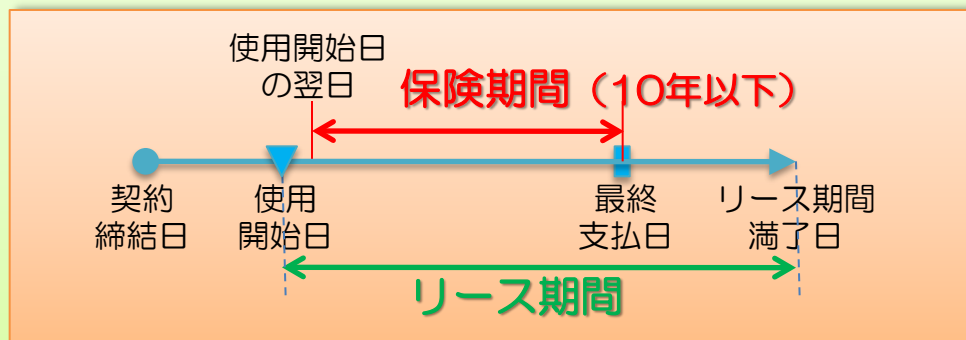 使用開始日
の翌日
保険期間（10年以下）
契約
締結日
使用
開始日
最終
支払日
リース期間
満了日
リース期間